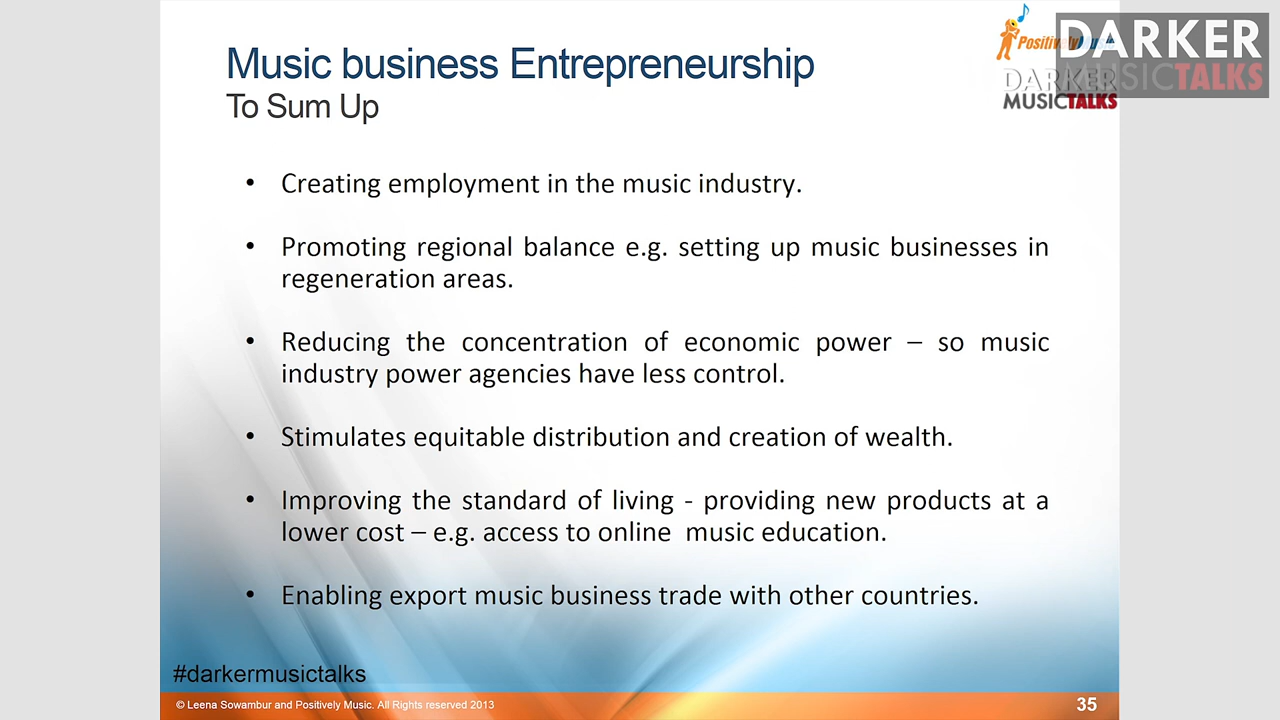 Music business Entrepreneurship
To Sum Up
DARKER
MUSICTALKS
DARKER
MUSICTALKS
• Creating employment in the music industry.
• Promoting regional balance e.g. setting up music businesses in
regeneration areas.
• Reducing the concentration of economic power – so music
industry power agencies have less control.
• Stimulates equitable distribution and creation of wealth.
• Improving the standard of living - providing new products at a
lower cost – e.g. access to online  music education.
• Enabling export music business trade with other countries.
#darkermusictalks
© Leena Sowambur and Positively Music. All Rights reserved 2013
35